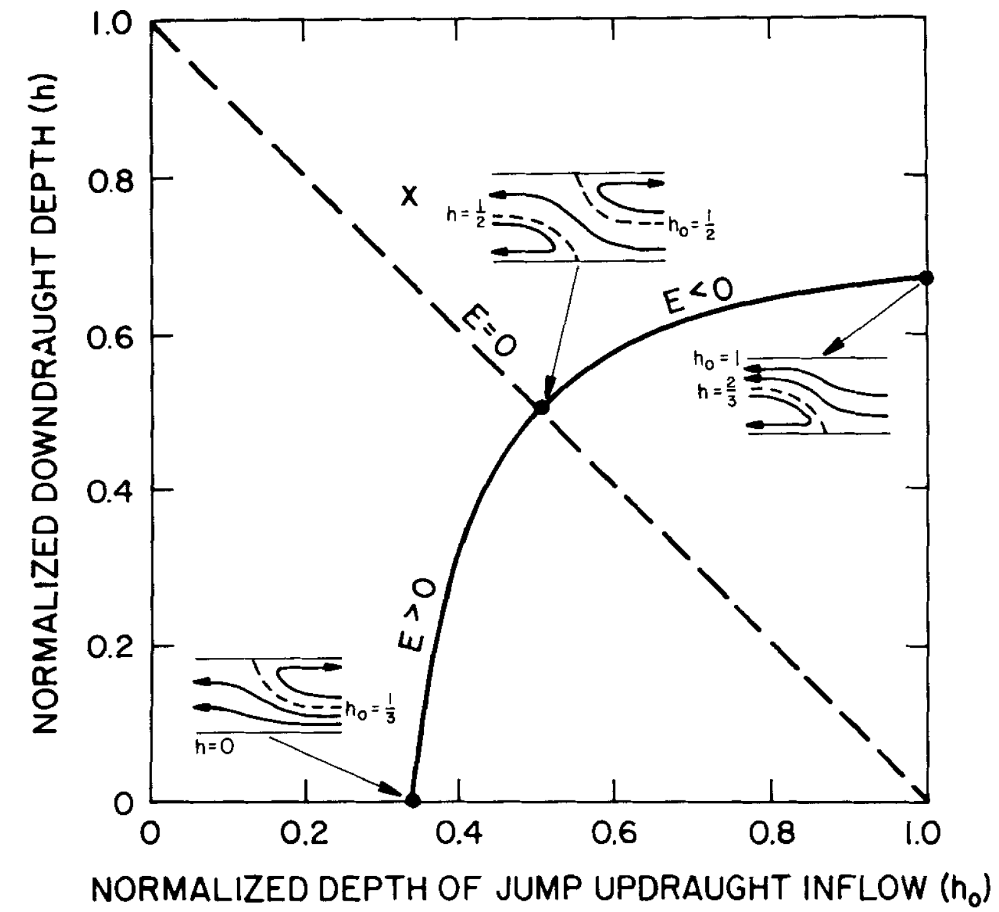 NORMALIZED DOWNDRAUGHT DEPTH (h)
1.0
0.8
0.6
0.4
0.2
0
X
h = 1/2
h₀ = 1/2
E = 0
E < 0
h₀ = 1
h = 2/3
E > 0
h₀ = 1/3
h = 0
0 0.2 0.4 0.6 0.8 1.0
NORMALIZED DEPTH OF JUMP UPDRAUGHT INFLOW (h₀)